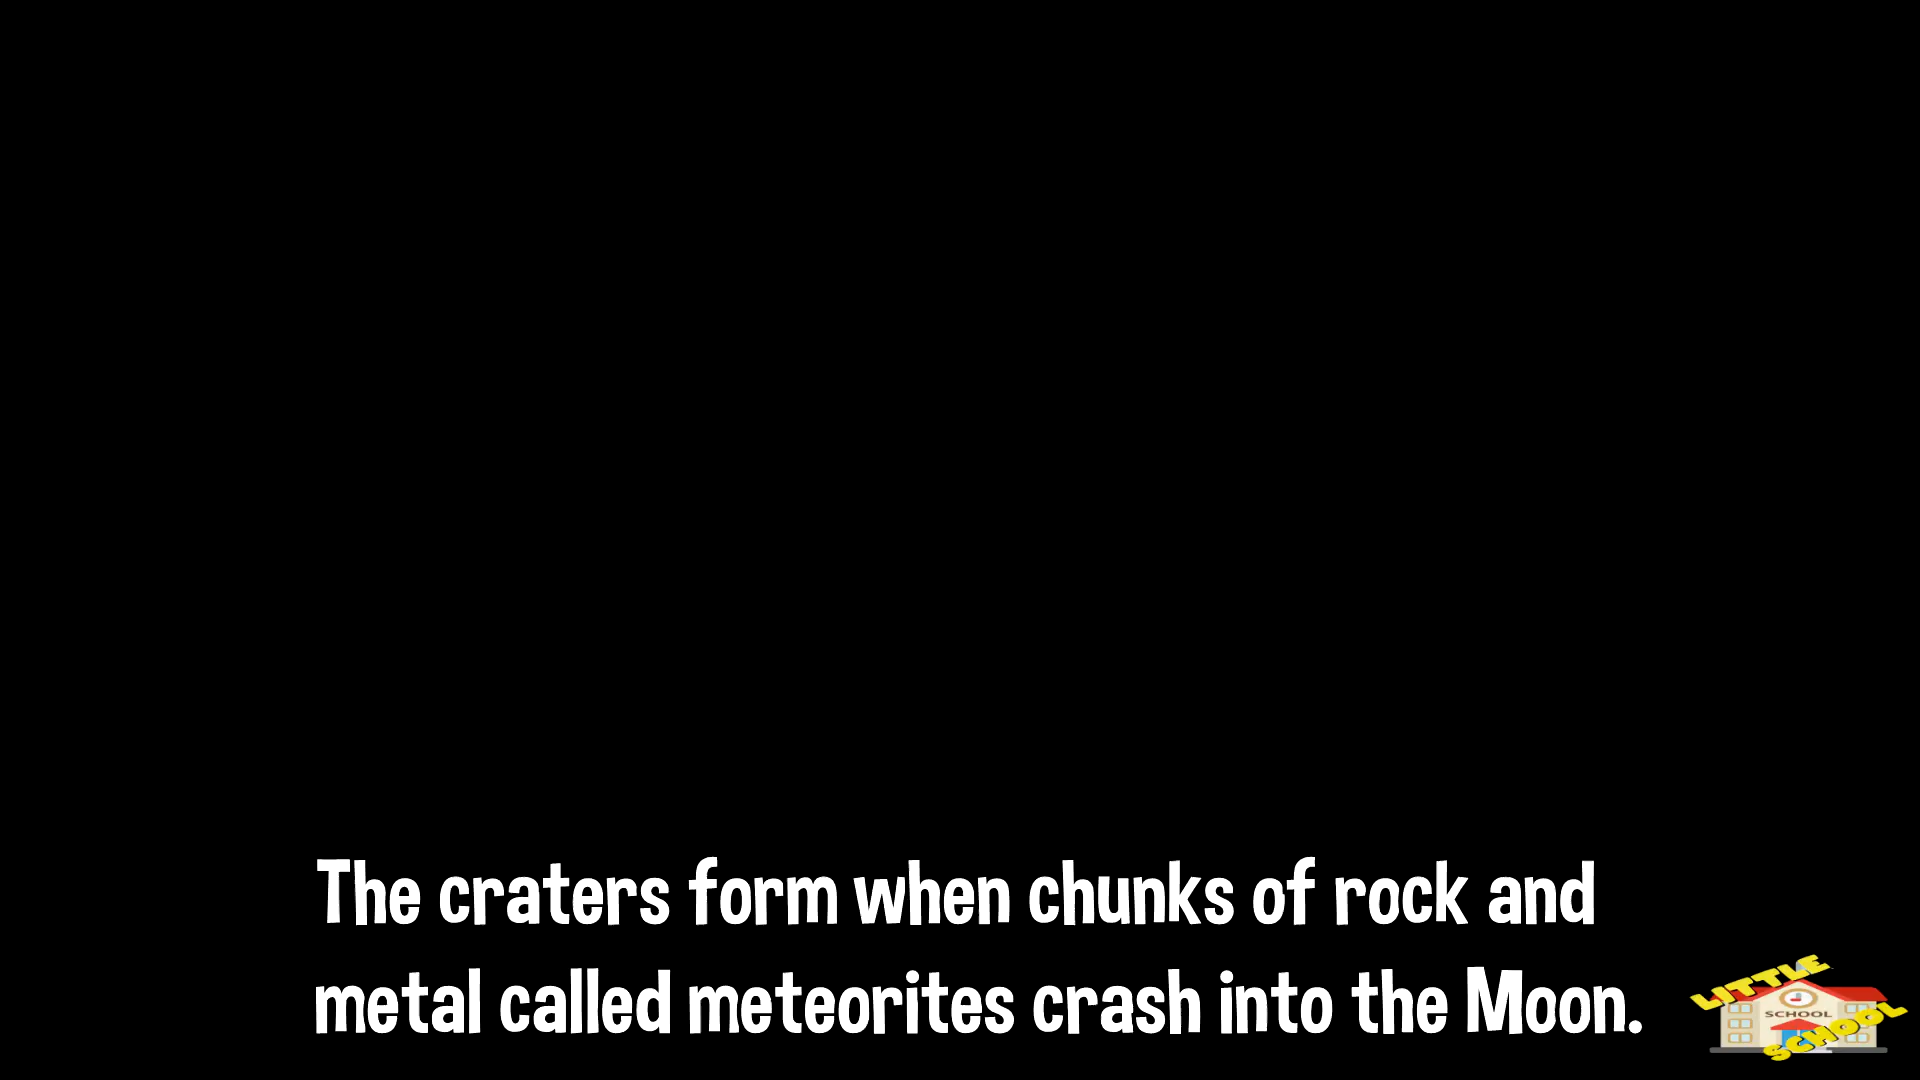 The craters form when chunks of rock and
metal called meteorites crash into the Moon.
LITTLE
SCHOOL
SCHOOL